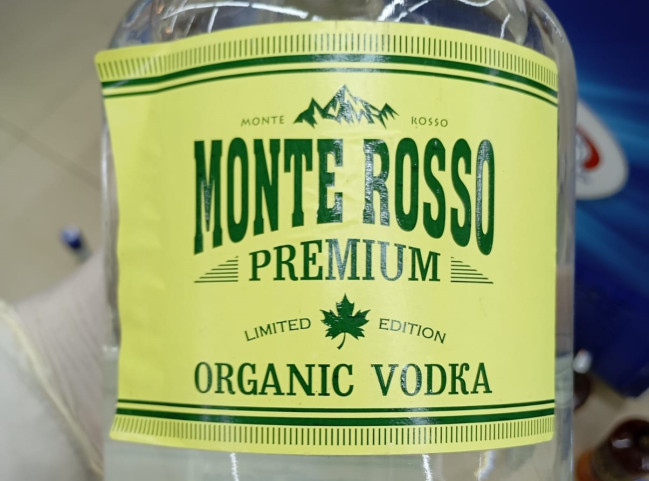 MONTE ROSSO
MONTE ROSSO
PREMIUM
LIMITED EDITION
ORGANIC VODKA